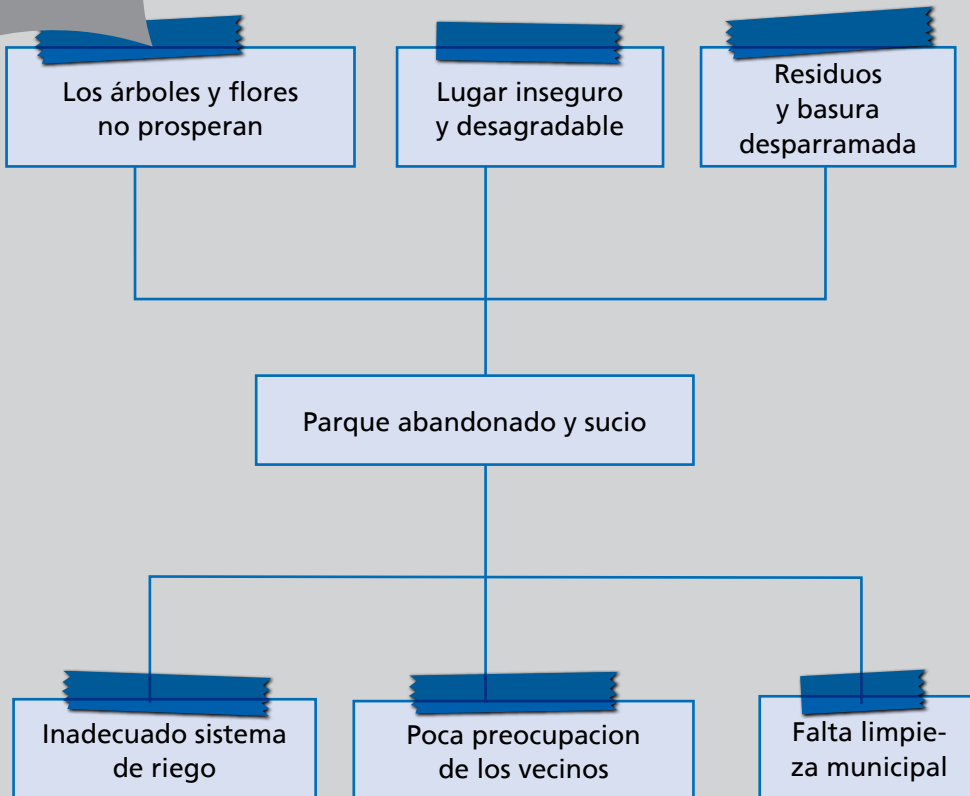 Los árboles y flores
no prosperan
Lugar inseguro
y desagradable
Residuos
y basura
desparramada
Parque abandonado y sucio
Inadecuado sistema
de riego
Poca preocupacion
de los vecinos
Falta limpie-
za municipal